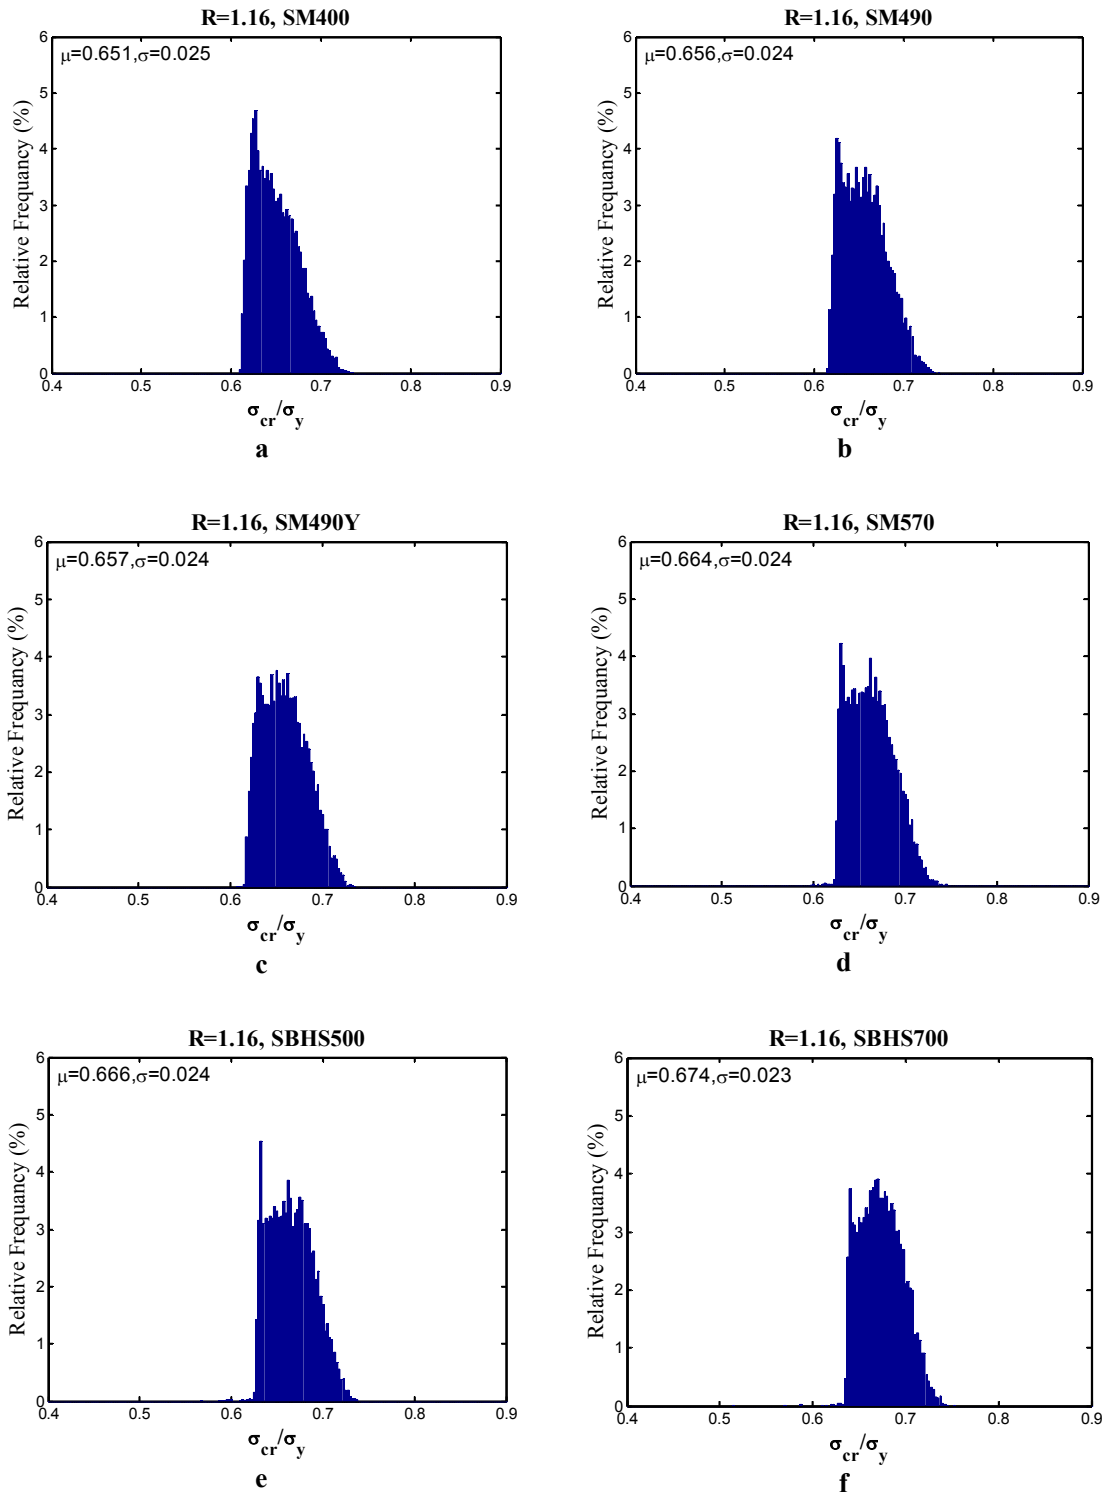 R=1.16, SM400
μ=0.651,σ=0.025
6
5
4
3
2
1
0
Relative Frequancy (%)
0.4 0.5 0.6 0.7 0.8 0.9
σcr/σy
a
R=1.16, SM490
μ=0.656,σ=0.024
6
5
4
3
2
1
0
Relative Frequancy (%)
0.4 0.5 0.6 0.7 0.8 0.9
σcr/σy
b
R=1.16, SM490Y
μ=0.657,σ=0.024
6
5
4
3
2
1
0
Relative Frequancy (%)
0.4 0.5 0.6 0.7 0.8 0.9
σcr/σy
c
R=1.16, SM570
μ=0.664,σ=0.024
6
5
4
3
2
1
0
Relative Frequancy (%)
0.4 0.5 0.6 0.7 0.8 0.9
σcr/σy
d
R=1.16, SBHS500
μ=0.666,σ=0.024
6
5
4
3
2
1
0
Relative Frequancy (%)
0.4 0.5 0.6 0.7 0.8 0.9
σcr/σy
e
R=1.16, SBHS700
μ=0.674,σ=0.023
6
5
4
3
2
1
0
Relative Frequancy (%)
0.4 0.5 0.6 0.7 0.8 0.9
σcr/σy
f